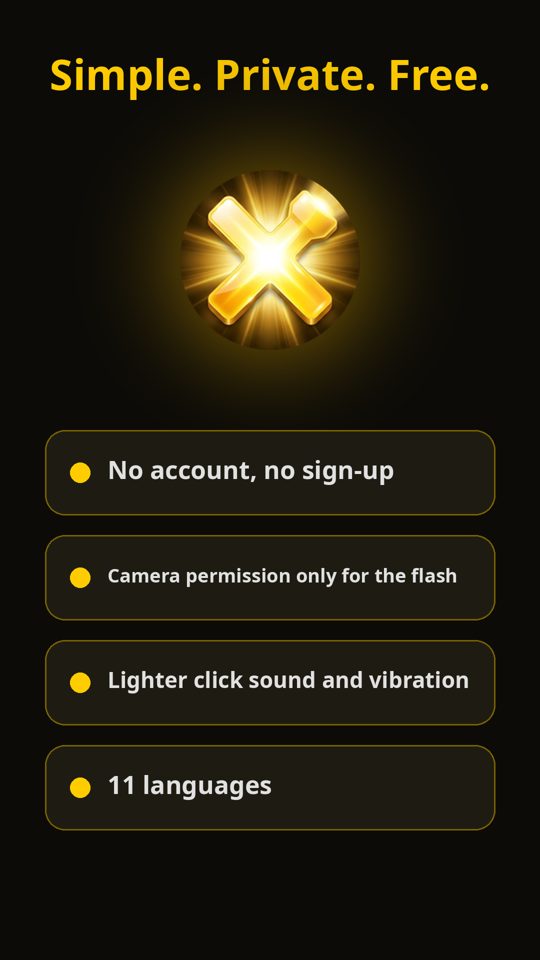 Simple. Private. Free.
No account, no sign-up
Camera permission only for the flash
Lighter click sound and vibration
11 languages